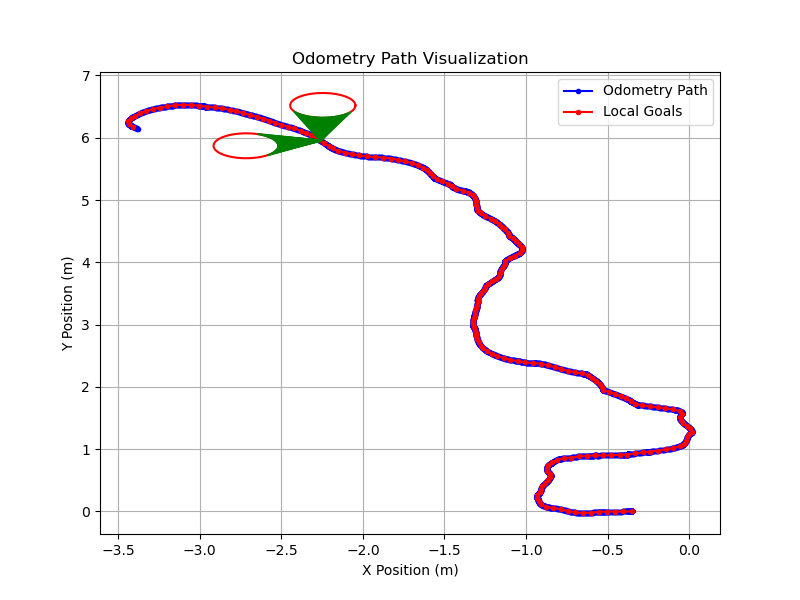 Odometry Path Visualization
Odometry Path
Local Goals
Y Position (m)
7
6
5
4
3
2
1
0
−3.5 −3.0 −2.5 −2.0 −1.5 −1.0 −0.5 0.0
X Position (m)